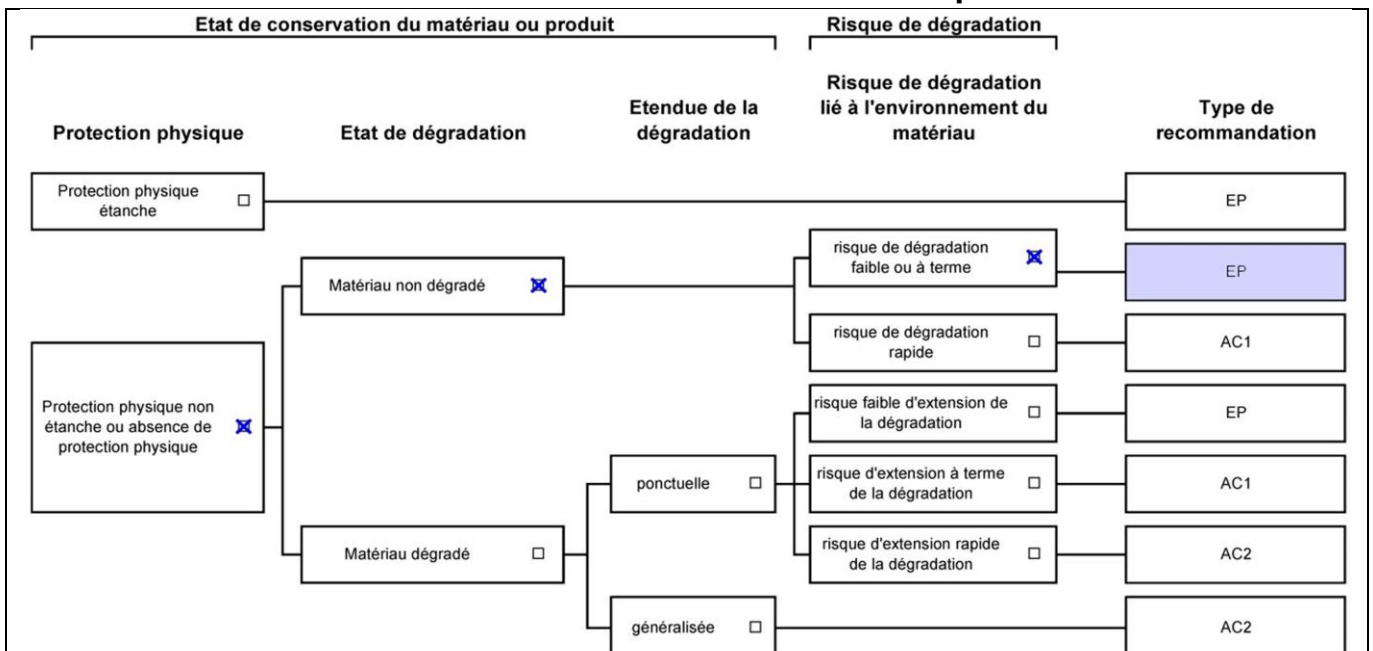 Etat de conservation du matériau ou produit
Risque de dégradation
Protection physique
Etat de dégradation
Etendue de la
dégradation
Risque de dégradation
lié à l'environnement du
matériau
Type de
recommandation
Protection physique
étanche
EP
risque de dégradation
faible ou à terme
EP
Matériau non dégradé
risque de dégradation
rapide
AC1
Protection physique non
étanche ou absence de
protection physique
risque faible d'extension de
la dégradation
EP
ponctuelle
risque d'extension à terme
de la dégradation
AC1
Matériau dégradé
risque d'extension rapide
de la dégradation
AC2
généralisée
AC2